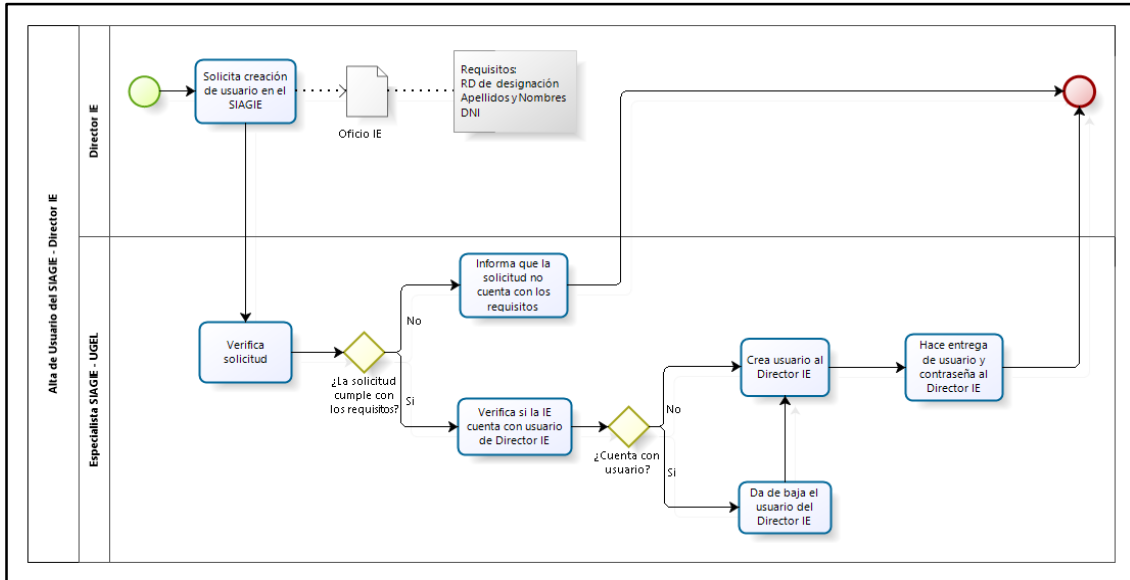 Alta de Usuario del SIAGIE - Director IE
Director IE
Solicita creación
de usuario en el
SIAGIE
Oficio IE
Requisitos:
RD de designación
Apellidos y Nombres
DNI
Especialista SIAGIE - UGEL
Verifica
solicitud
¿La solicitud
cumple con
los requisitos?
No
Informa que la
solicitud no
cuenta con los
requisitos
Si
Verifica si la IE
cuenta con usuario
de Director IE
¿Cuenta con
usuario?
No
Crea usuario al
Director IE
Si
Da de baja el
usuario del
Director IE
Hace entrega
de usuario y
contraseña al
Director IE